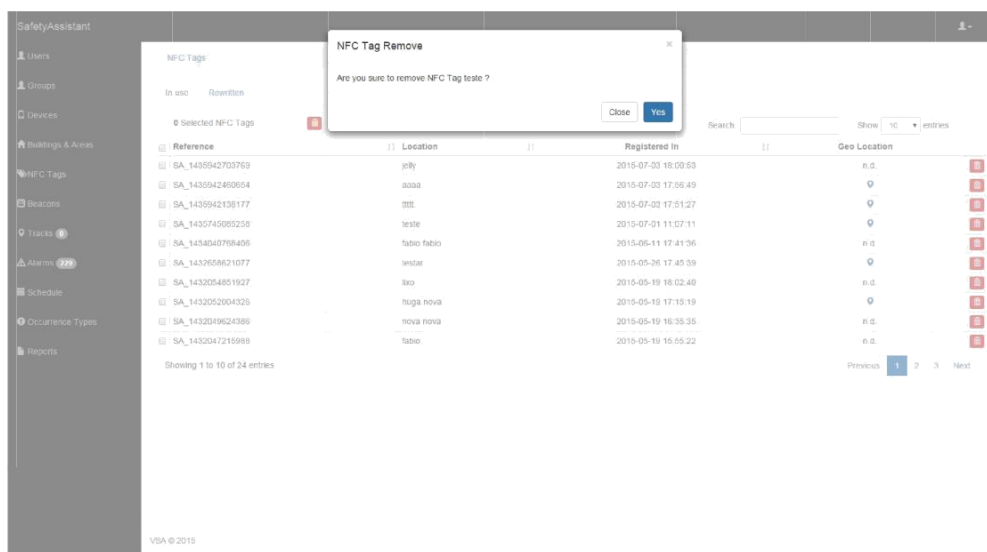 SafetyAssistant
Users
Groups
Devices
Buildings & Areas
NFC Tags
Beacons
Tracks 0
Alarms 229
Schedule
Occurrence Types
Reports
NFC Tag Remove ×
Are you sure to remove NFC Tag teste ?
Close Yes
NFC Tags
In use Rewritten
0 Selected NFC Tags Search Show 10 entries
Reference Location Registered In Geo Location
SA_1435942703769 jelly 2015-07-03 18:00:53 n.d.
SA_1435942460654 aaaa 2015-07-03 17:56:49
SA_1435942136177 ttttt 2015-07-03 17:51:27
SA_1435745065258 teste 2015-07-01 11:07:11
SA_1434040768406 fabio fabio 2015-06-11 17:41:36 n.d.
SA_1432658621077 testar 2015-05-26 17:45:39
SA_1432054851927 lixo 2015-05-19 18:02:40 n.d.
SA_1432052004326 huga nova 2015-05-19 17:15:19
SA_1432049624386 nova nova 2015-05-19 16:35:35 n.d.
SA_1432047215988 fabio 2015-05-19 15:55:22 n.d.
Showing 1 to 10 of 24 entries Previous 1 2 3 Next
VSA © 2015